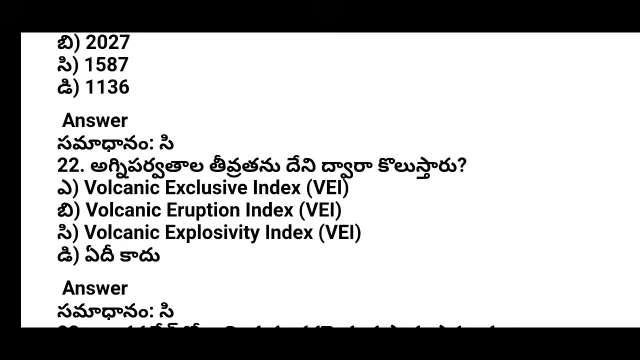 బి) 2027
సి) 1587
డి) 1136
Answer
సమాధానం: సి
22. అగ్నిపర్వతాల తీవ్రతను దేని ద్వారా కొలుస్తారు?
ఎ) Volcanic Exclusive Index (VEI)
బి) Volcanic Eruption Index (VEI)
సి) Volcanic Explosivity Index (VEI)
డి) ఏదీ కాదు
Answer
సమాధానం: సి